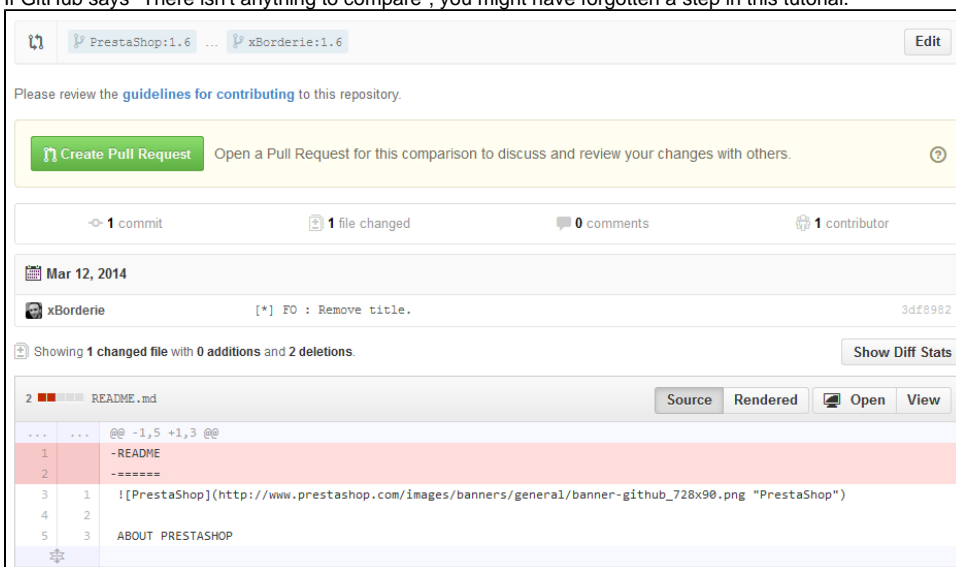 If GitHub says "There isn't anything to compare", you might have forgotten a step in this tutorial.
PrestaShop:1.6 ... xBorderie:1.6 Edit
Please review the guidelines for contributing to this repository.
Create Pull Request Open a Pull Request for this comparison to discuss and review your changes with others. ?
1 commit 1 file changed 0 comments 1 contributor
Mar 12, 2014
xBorderie [*] FO : Remove title. 3df8982
Showing 1 changed file with 0 additions and 2 deletions. Show Diff Stats
2 README.md Source Rendered Open View
... ... @@ -1,5 +1,3 @@
1 -README
2 -======
3 1 ![PrestaShop](http://www.prestashop.com/images/banners/general/banner-github_728x90.png "PrestaShop")
4 2
5 3 ABOUT PRESTASHOP